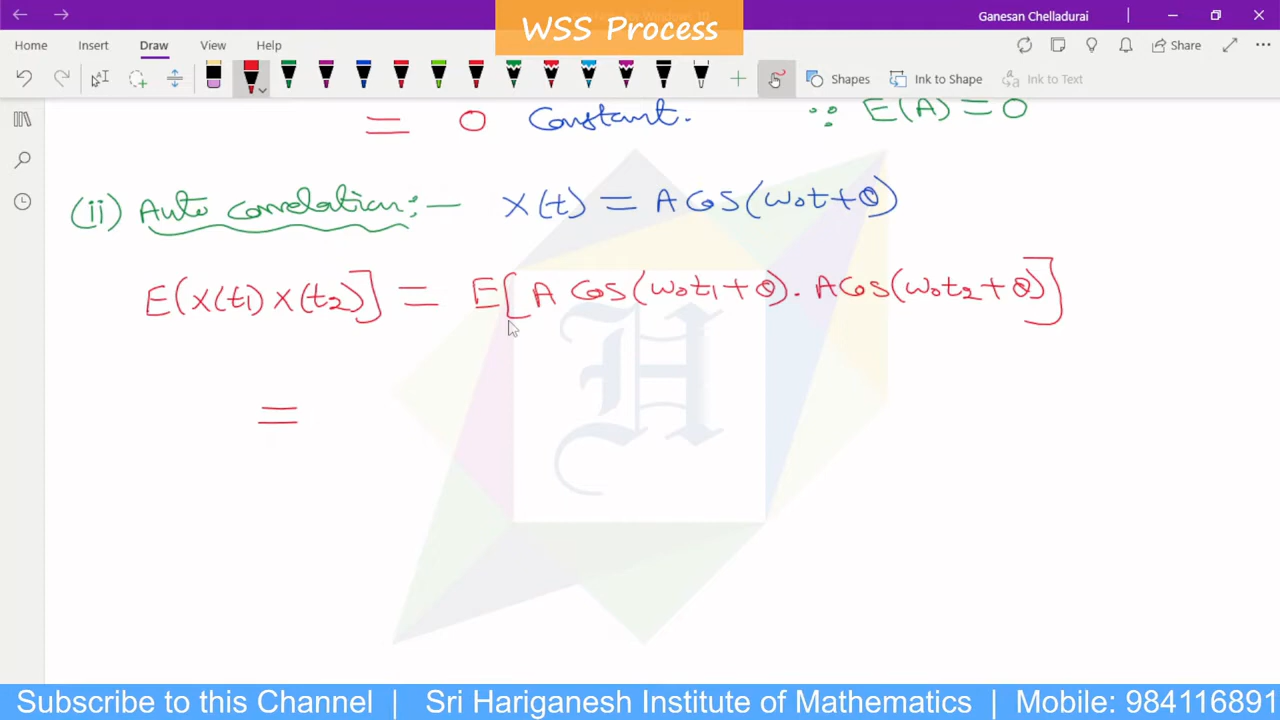 WSS Process
Ganesan Chelladurai
Home Insert Draw View Help
Share
Shapes Ink to Shape Ink to Text
= 0 Constant. ∵ E(A) = 0
(ii) Auto correlation:- X(t) = A Cos(ω₀t+θ)
E(X(t₁) X(t₂)] = E[A Cos(ω₀t₁+θ). A Cos(ω₀t₂+θ)]
=
H
Subscribe to this Channel | Sri Hariganesh Institute of Mathematics | Mobile: 984116891